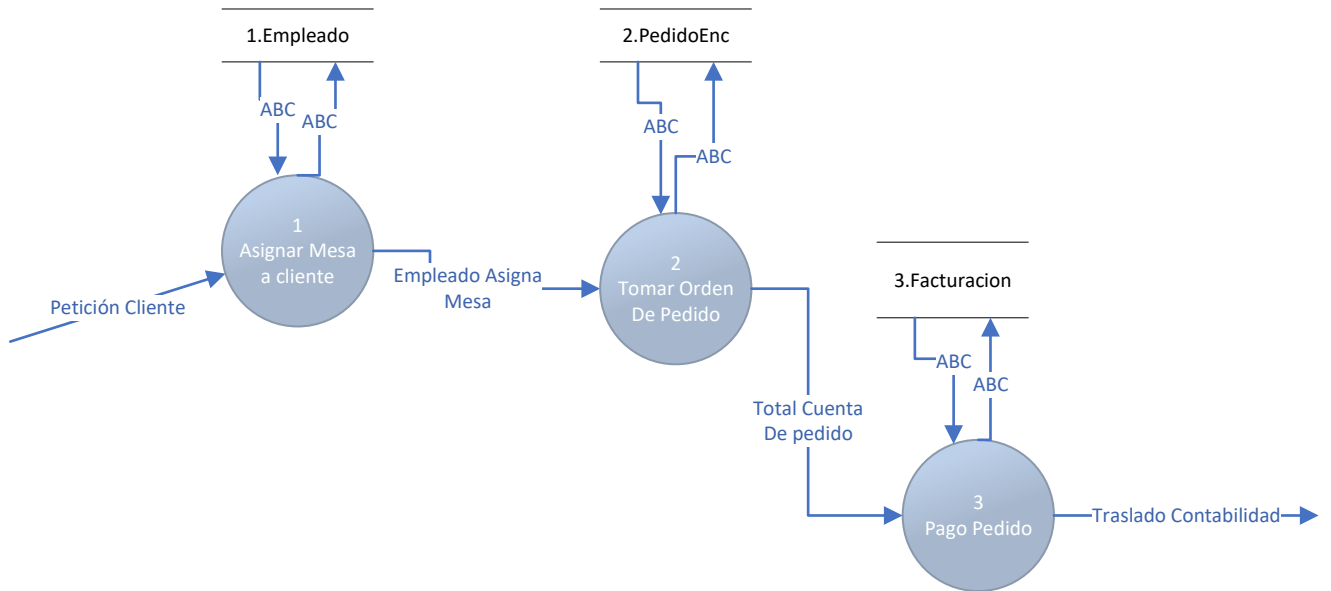 1.Empleado
2.PedidoEnc
ABC
ABC
ABC
ABC
1
Asignar Mesa
a cliente
Petición Cliente
Empleado Asigna
Mesa
2
Tomar Orden
De Pedido
3.Facturacion
ABC
ABC
Total Cuenta
De pedido
3
Pago Pedido
Traslado Contabilidad